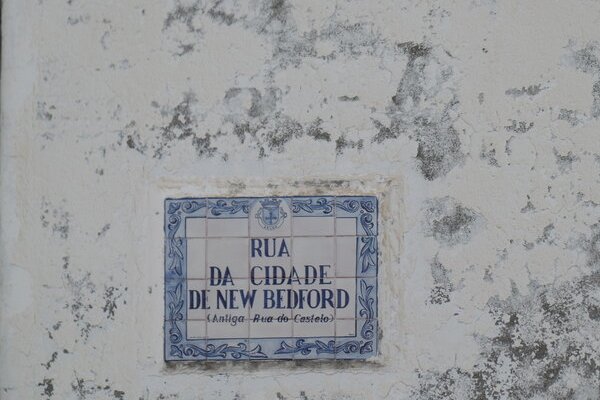 RUA
DA CIDADE
DE NEW BEDFORD
(Antiga Rua do Castelo)